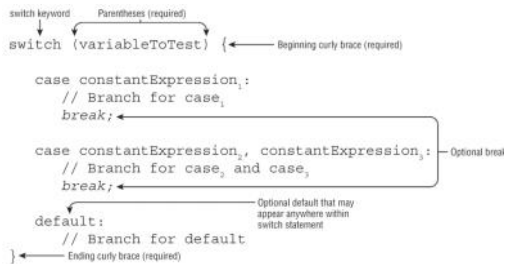 switch keyword
Parentheses (required)
switch (variableToTest) {
Beginning curly brace (required)
case constantExpression₁:
// Branch for case₁
break;
case constantExpression₂, constantExpression₃:
Optional break
// Branch for case₂ and case₃
break;
Optional default that may
appear anywhere within
switch statement
default:
// Branch for default
}
Ending curly brace (required)